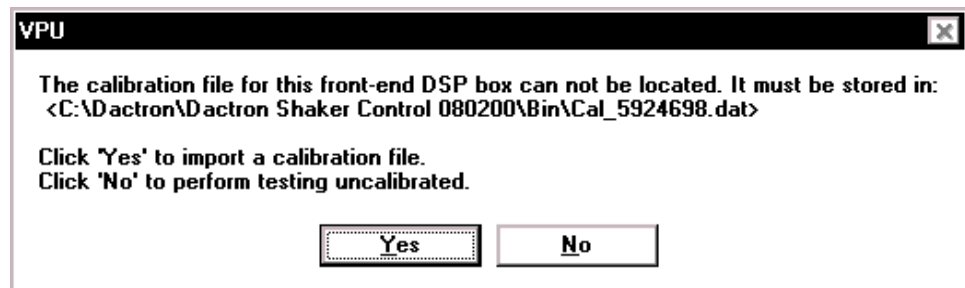 VPU
The calibration file for this front-end DSP box can not be located. It must be stored in:
<C:\Dactron\Dactron Shaker Control 080200\Bin\Cal_5924698.dat>
Click 'Yes' to import a calibration file.
Click 'No' to perform testing uncalibrated.
Yes No